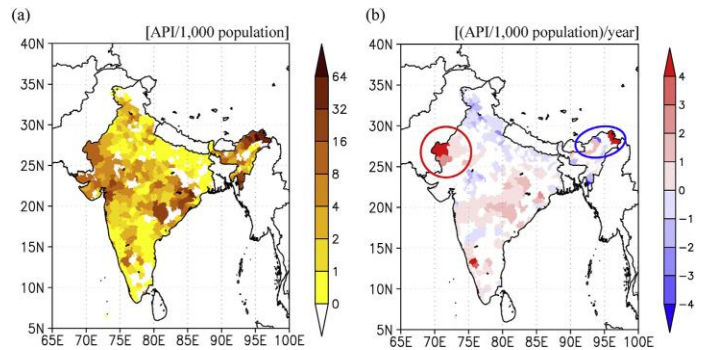 (a)
[API/1,000 population]
40N
35N
30N
25N
20N
15N
10N
5N
65E 70E 75E 80E 85E 90E 95E 100E
64
32
16
8
4
2
1
0
(b)
[(API/1,000 population)/year]
40N
35N
30N
25N
20N
15N
10N
5N
65E 70E 75E 80E 85E 90E 95E 100E
4
3
2
1
0
−1
−2
−3
−4